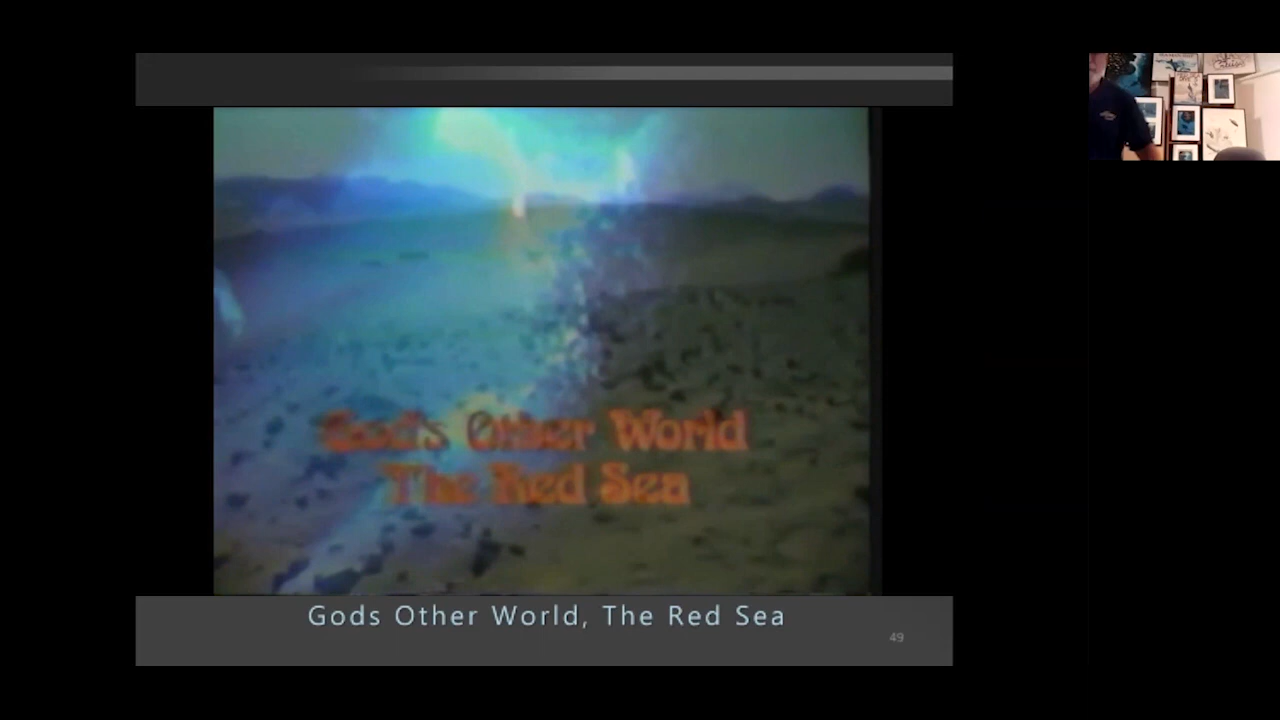 God's Other World
The Red Sea
Gods Other World, The Red Sea
49